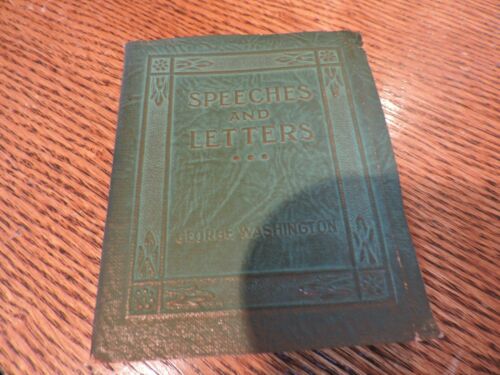 SPEECHES
AND
LETTERS
GEORGE WASHINGTON